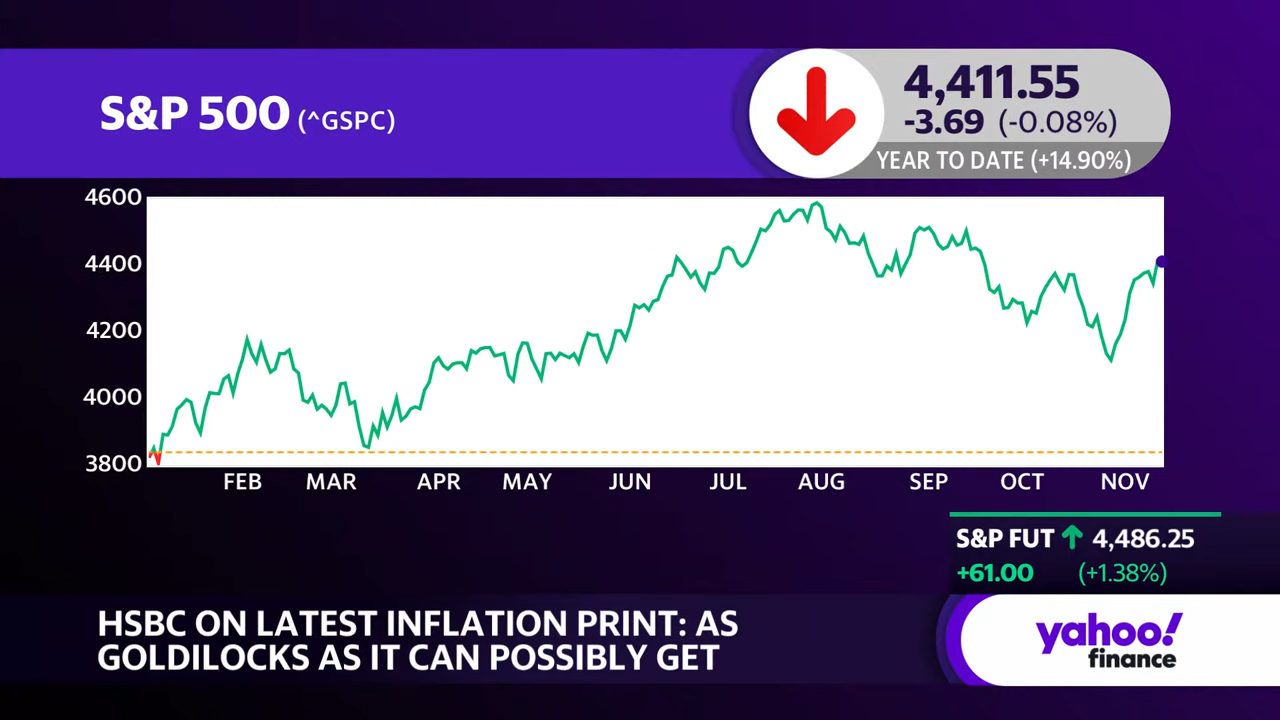 S&P 500 (^GSPC)
4,411.55
-3.69 (-0.08%)
YEAR TO DATE (+14.90%)
4600
4400
4200
4000
3800
FEB MAR APR MAY JUN JUL AUG SEP OCT NOV
S&P FUT 4,486.25
+61.00 (+1.38%)
HSBC ON LATEST INFLATION PRINT: AS
GOLDILOCKS AS IT CAN POSSIBLY GET
yahoo!
finance